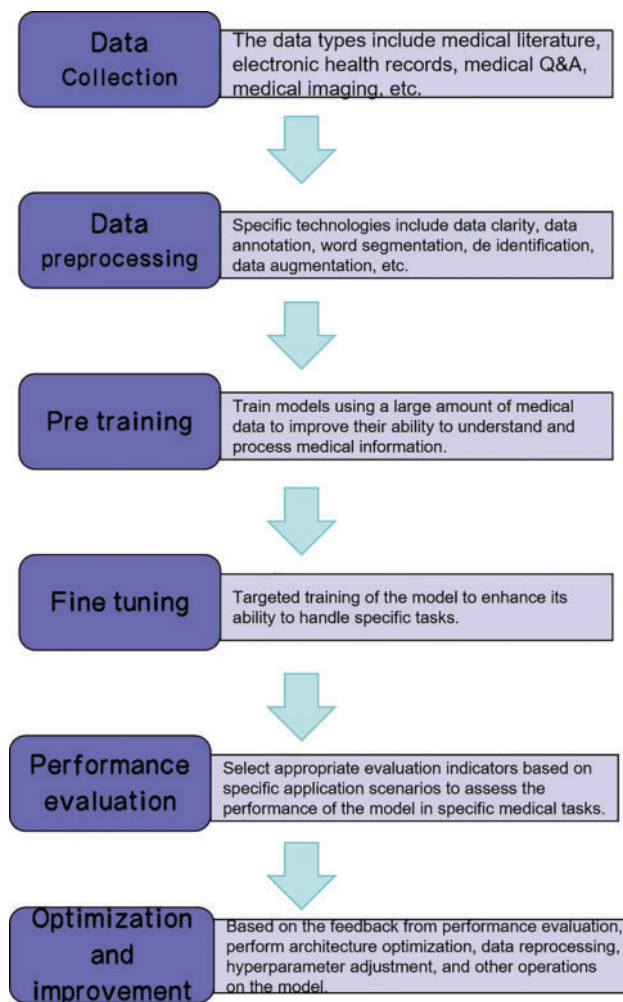 Data
Collection
The data types include medical literature,
electronic health records, medical Q&A,
medical imaging, etc.
Data
preprocessing
Specific technologies include data clarity, data
annotation, word segmentation, de identification,
data augmentation, etc.
Pre training
Train models using a large amount of medical
data to improve their ability to understand and
process medical information.
Fine tuning
Targeted training of the model to enhance its
ability to handle specific tasks.
Performance
evaluation
Select appropriate evaluation indicators based on
specific application scenarios to assess the
performance of the model in specific medical tasks.
Optimization
and
improvement
Based on the feedback from performance evaluation,
perform architecture optimization, data reprocessing,
hyperparameter adjustment, and other operations
on the model.